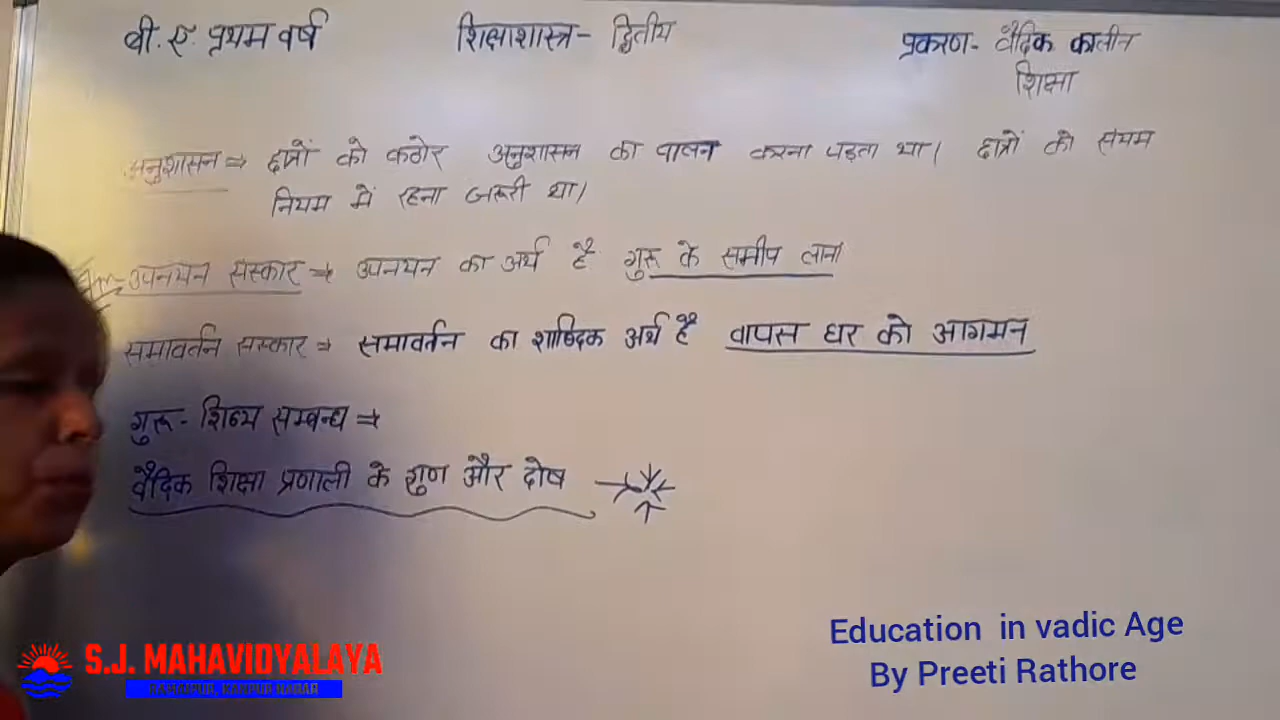 बी. ए. प्रथम वर्ष
शिक्षाशास्त्र- द्वितीय
प्रकरण- वैदिक कालीन
शिक्षा
अनुशासन ⇒ छात्रों को कठोर अनुशासन का पालन करना पड़ता था। छात्रों को संयम
नियम में रहना जरूरी था।
उपनयन संस्कार ⇒ उपनयन का अर्थ है गुरू के समीप लाना
समावर्तन संस्कार ⇒ समावर्तन का शाब्दिक अर्थ है वापस घर को आगमन
गुरू- शिष्य सम्बन्ध ⇒
वैदिक शिक्षा प्रणाली के गुण और दोष
Education in vadic Age
By Preeti Rathore
S.J. MAHAVIDYALAYA